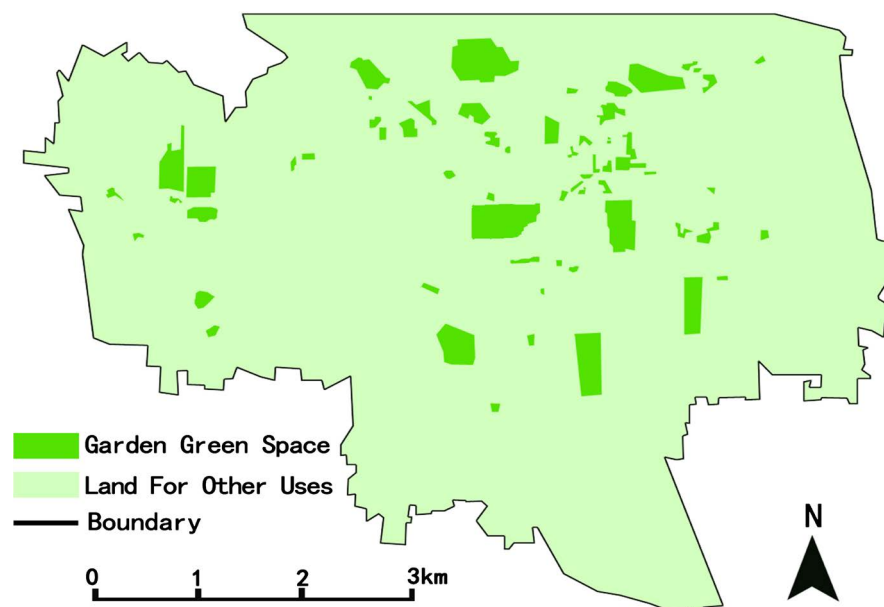 Garden Green Space
Land For Other Uses
Boundary
N
0 1 2 3km